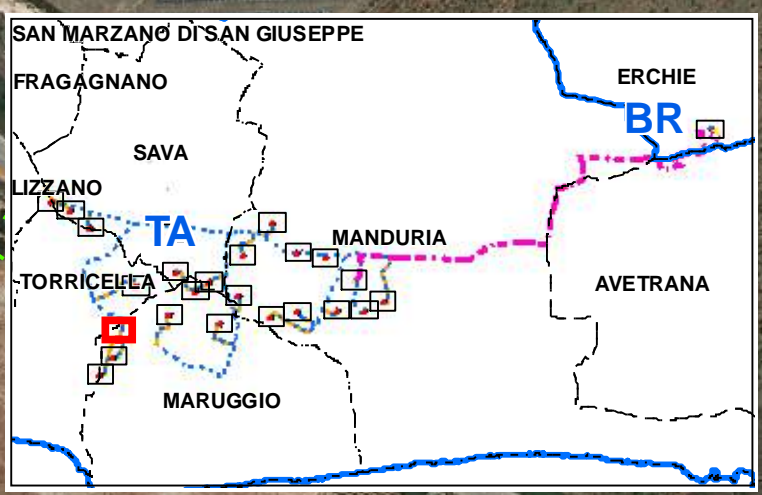 SAN MARZANO DI SAN GIUSEPPE
FRAGAGNANO
ERCHIE
BR
SAVA
LIZZANO
TA
MANDURIA
TORRICELLA
AVETRANA
MARUGGIO